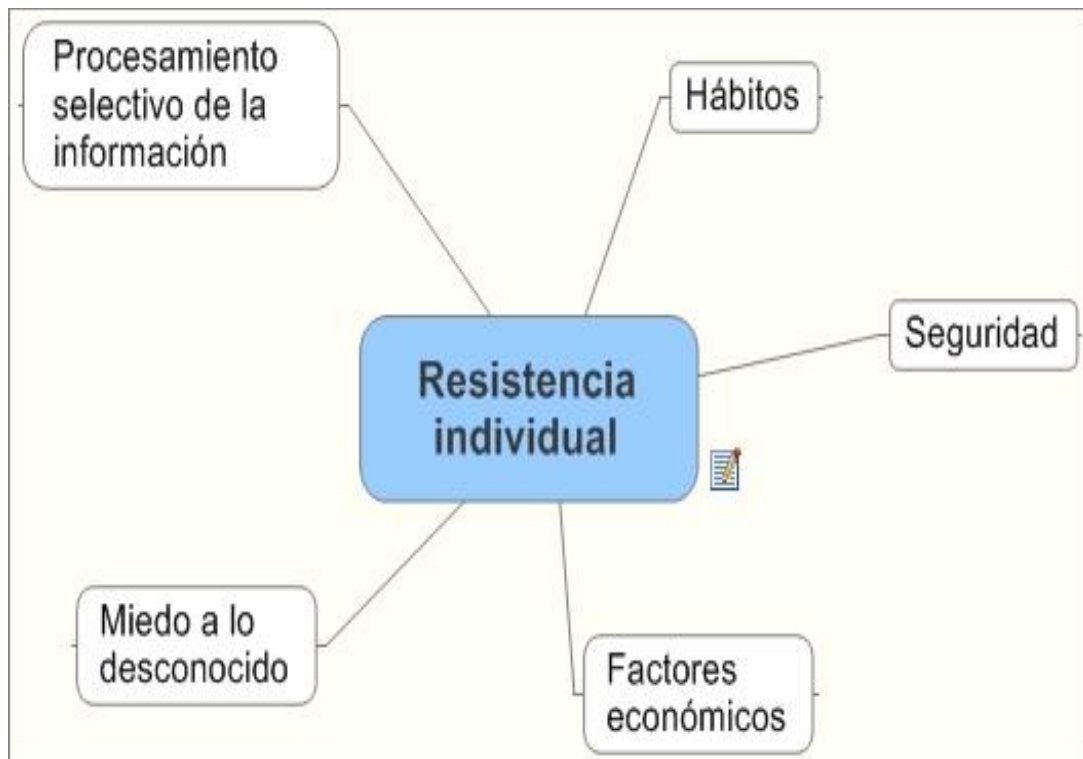 Procesamiento
selectivo de la
información
Hábitos
Seguridad
Resistencia
individual
Miedo a lo
desconocido
Factores
económicos